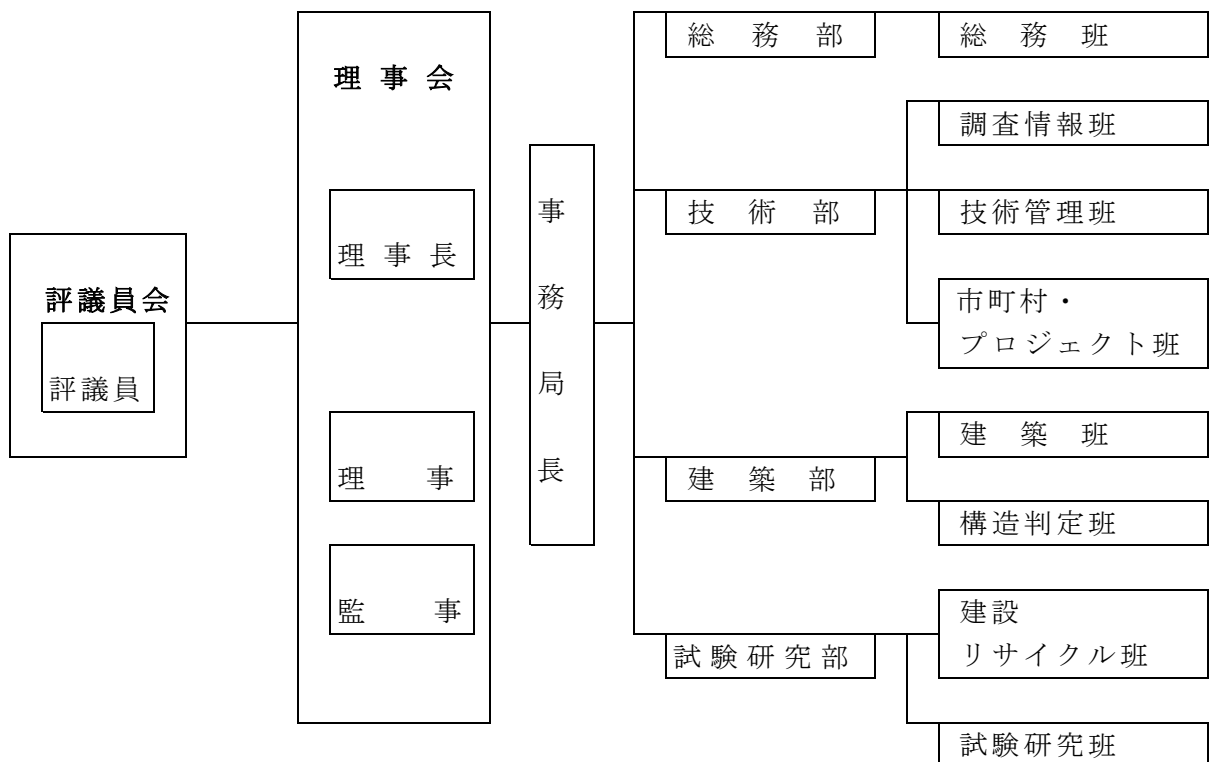 評議員会
評議員
理事会
理事長
理事
監事
事務局長
総務部
総務班
技術部
調査情報班
技術管理班
市町村・
プロジェクト班
建築部
建築班
構造判定班
試験研究部
建設
リサイクル班
試験研究班